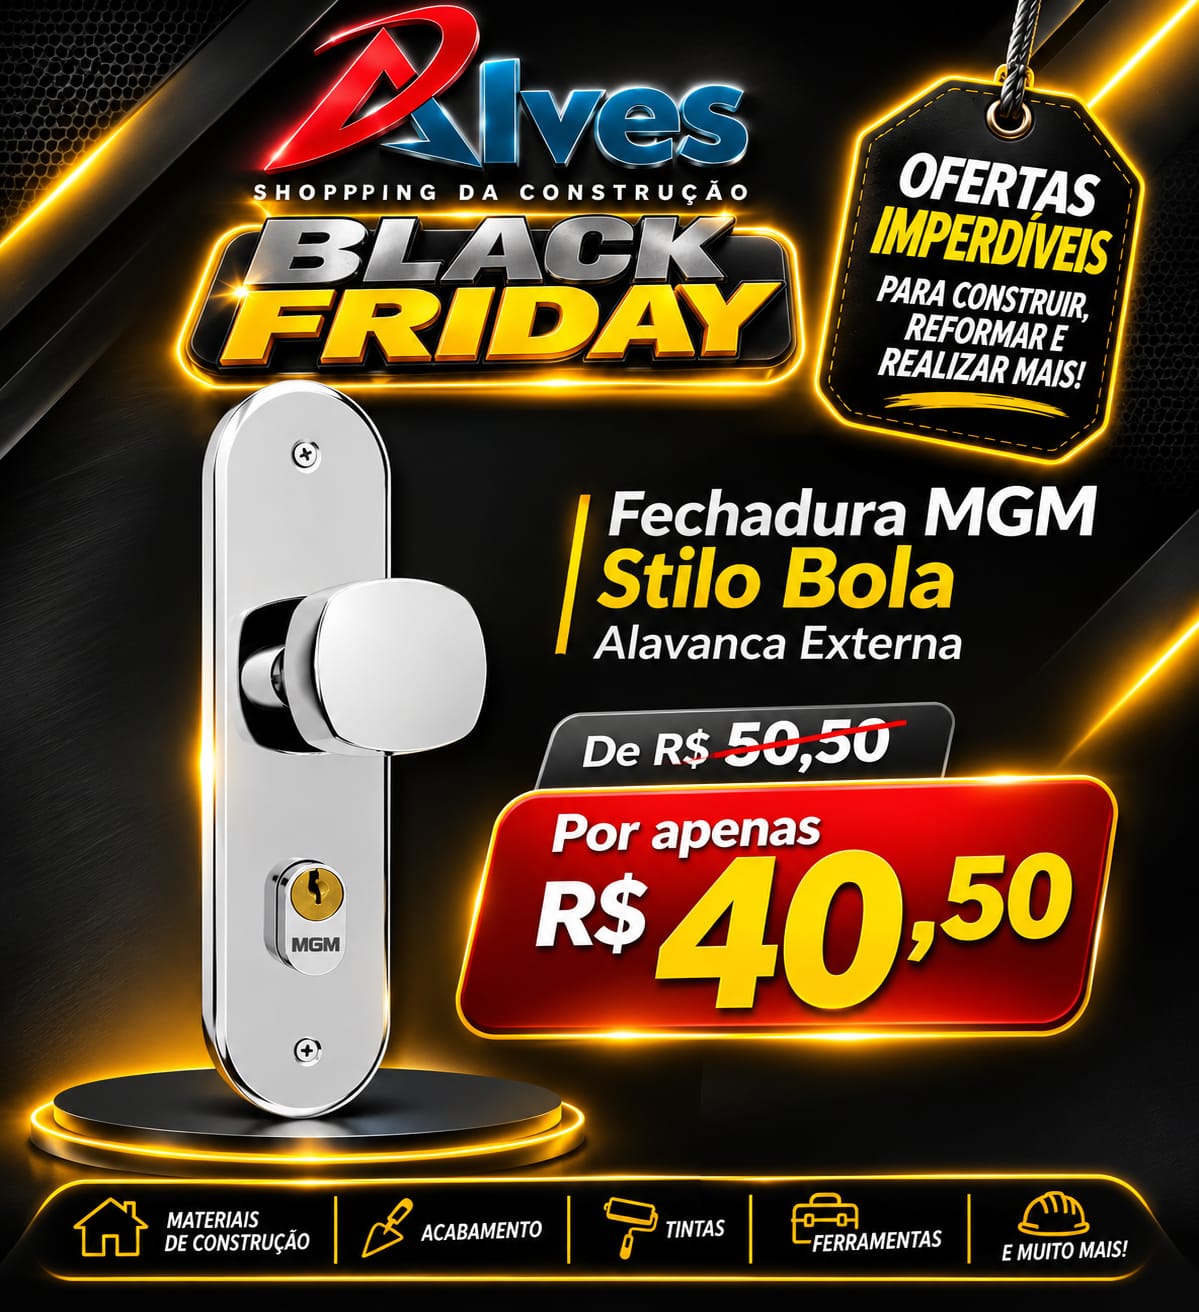 Alves
SHOPPPING DA CONSTRUÇÃO
BLACK
FRIDAY
OFERTAS
IMPERDÍVEIS
PARA CONSTRUIR,
REFORMAR E
REALIZAR MAIS!
Fechadura MGM
Stilo Bola
Alavanca Externa
De R$ 50,50
Por apenas
R$ 40,50
MGM
MATERIAIS
DE CONSTRUÇÃO
ACABAMENTO
TINTAS
FERRAMENTAS
E MUITO MAIS!